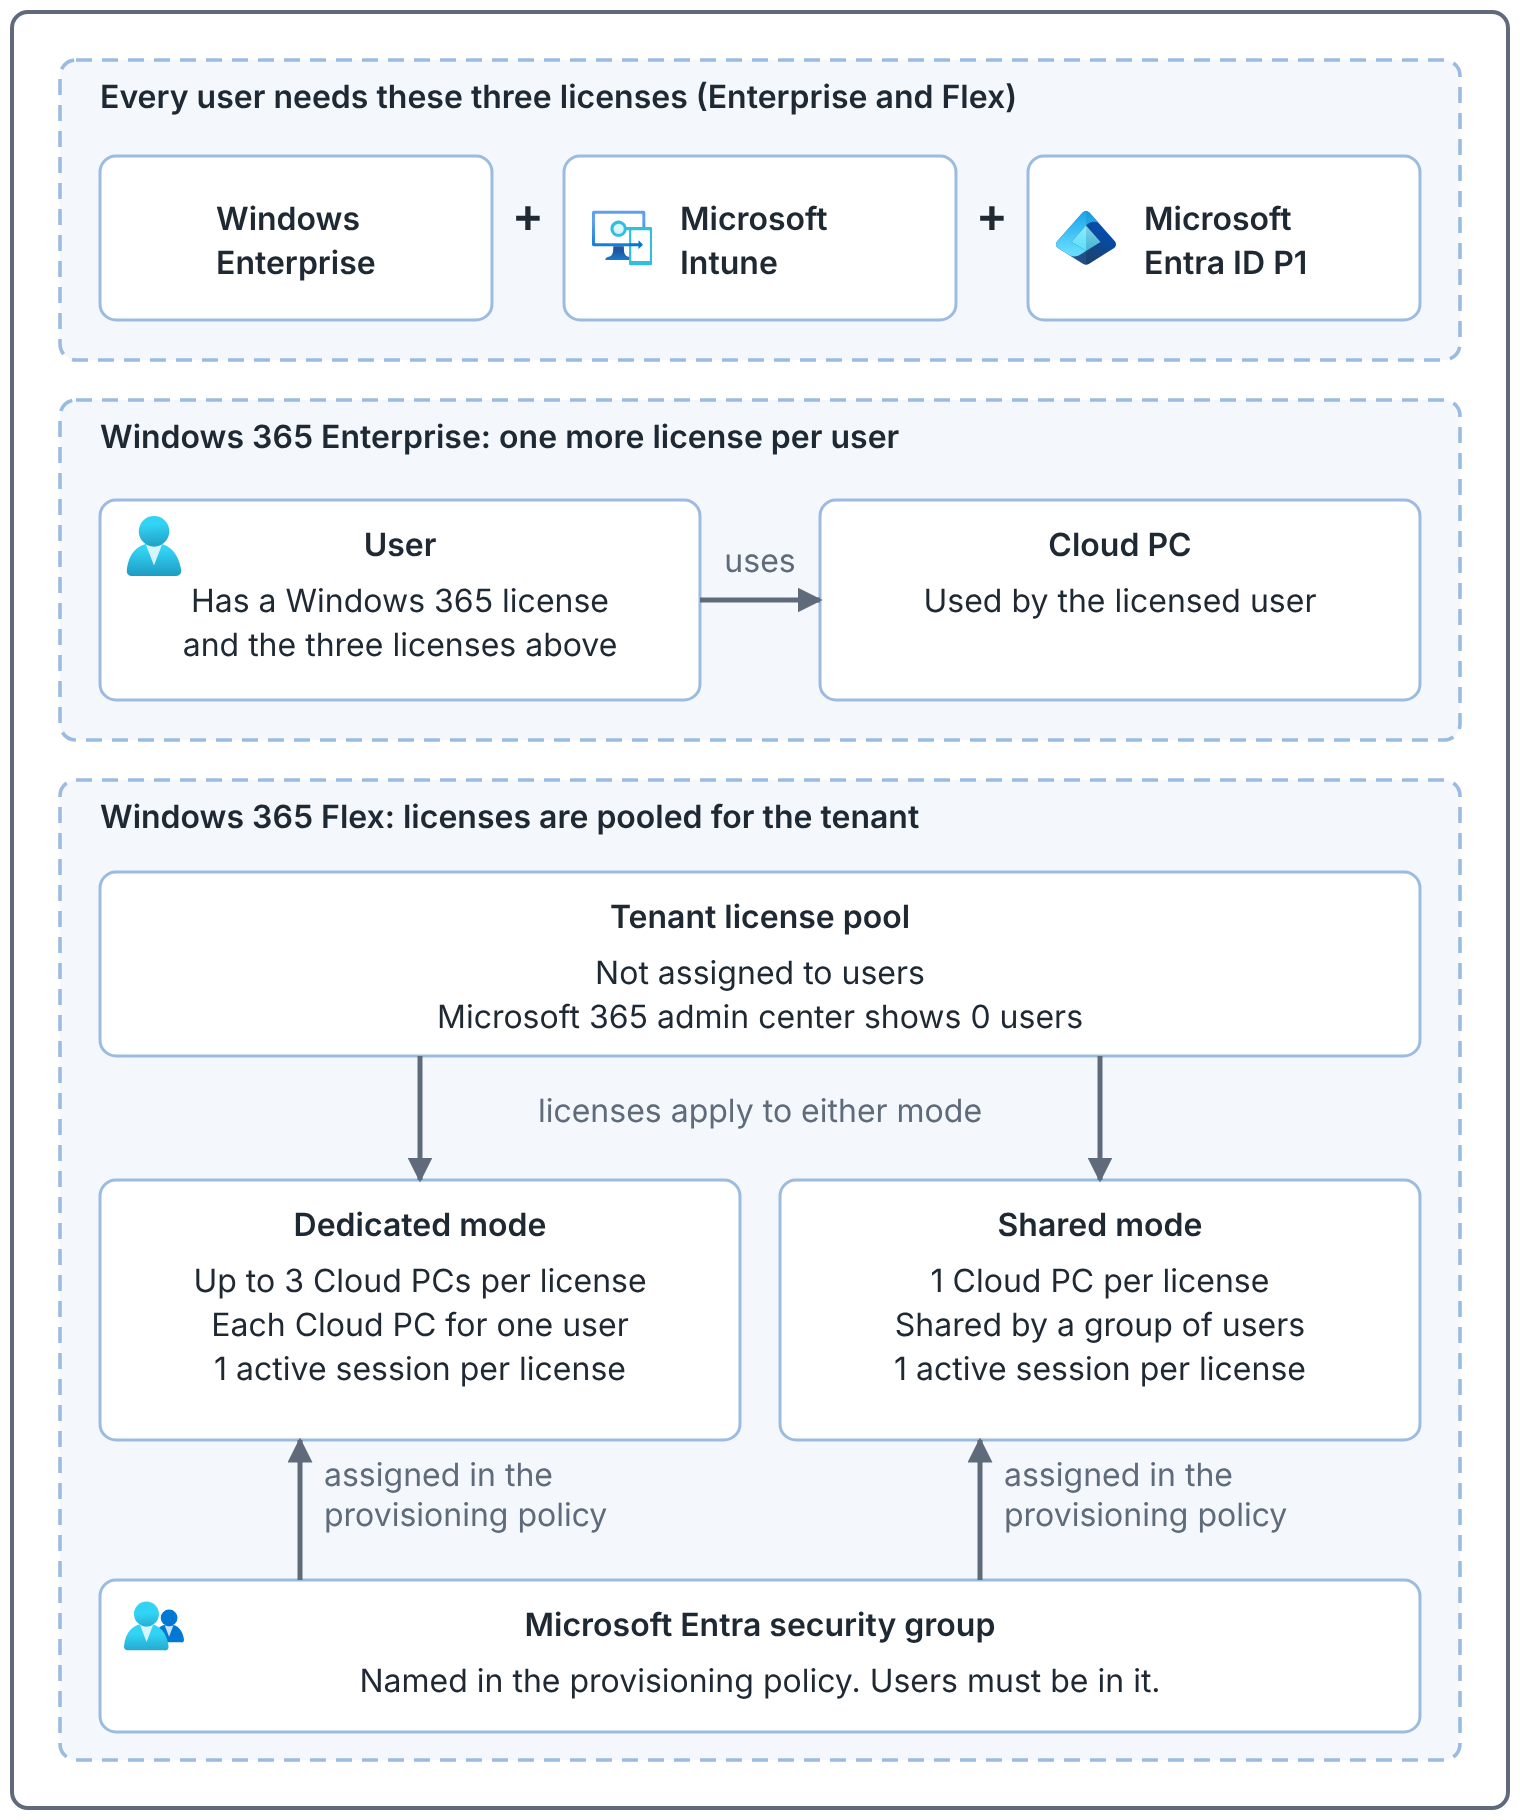 Every user needs these three licenses (Enterprise and Flex)
Windows
Enterprise
+
Microsoft
Intune
+
Microsoft
Entra ID P1
Windows 365 Enterprise: one more license per user
User
Has a Windows 365 license
and the three licenses above
uses
Cloud PC
Used by the licensed user
Windows 365 Flex: licenses are pooled for the tenant
Tenant license pool
Not assigned to users
Microsoft 365 admin center shows 0 users
licenses apply to either mode
Dedicated mode
Up to 3 Cloud PCs per license
Each Cloud PC for one user
1 active session per license
Shared mode
1 Cloud PC per license
Shared by a group of users
1 active session per license
assigned in the
provisioning policy
assigned in the
provisioning policy
Microsoft Entra security group
Named in the provisioning policy. Users must be in it.